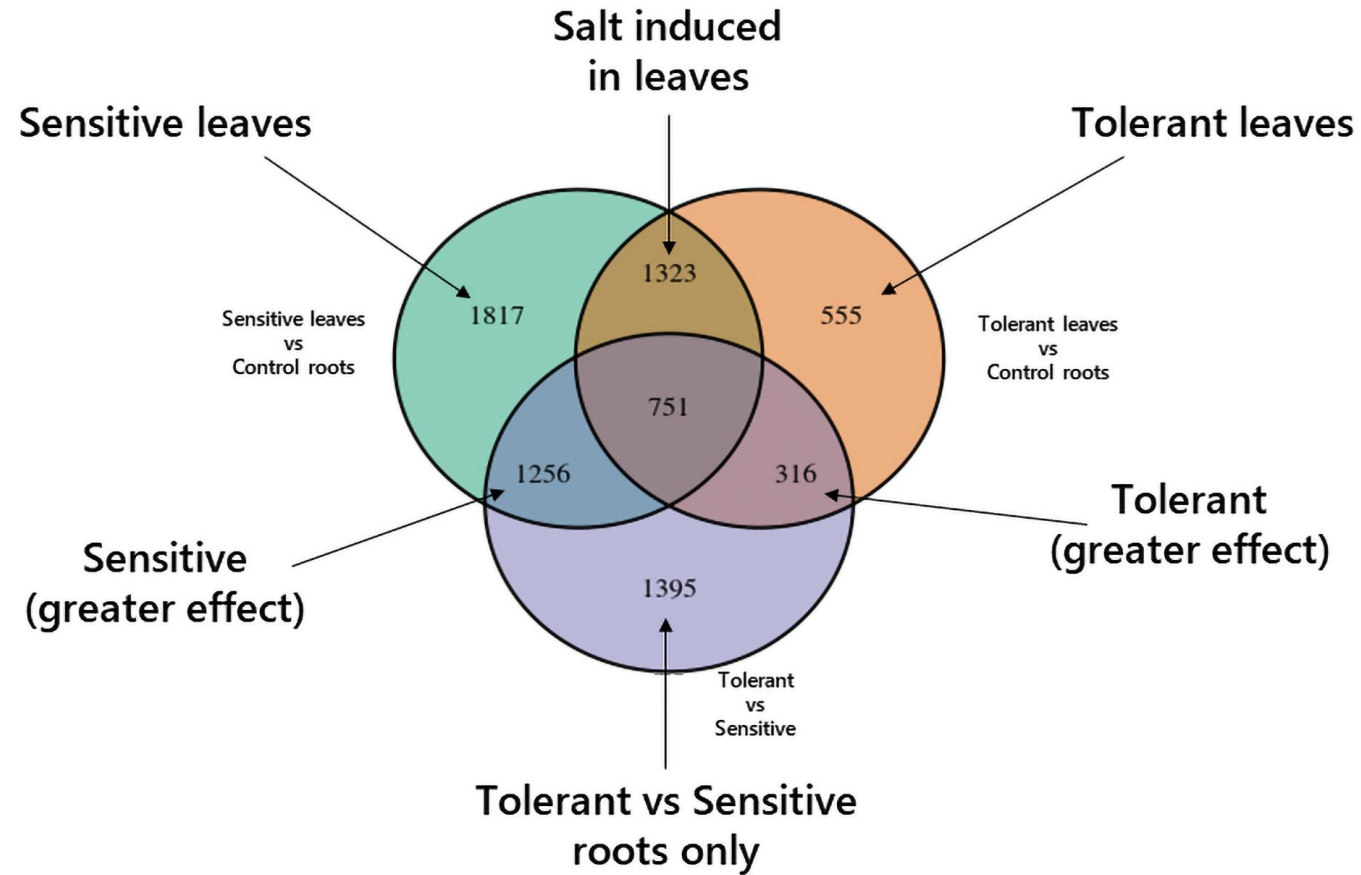 Salt induced
in leaves
Sensitive leaves
Tolerant leaves
1323
1817
555
Sensitive leaves
vs
Control roots
Tolerant leaves
vs
Control roots
751
1256
316
Tolerant
(greater effect)
Sensitive
(greater effect)
1395
Tolerant
vs
Sensitive
Tolerant vs Sensitive
roots only